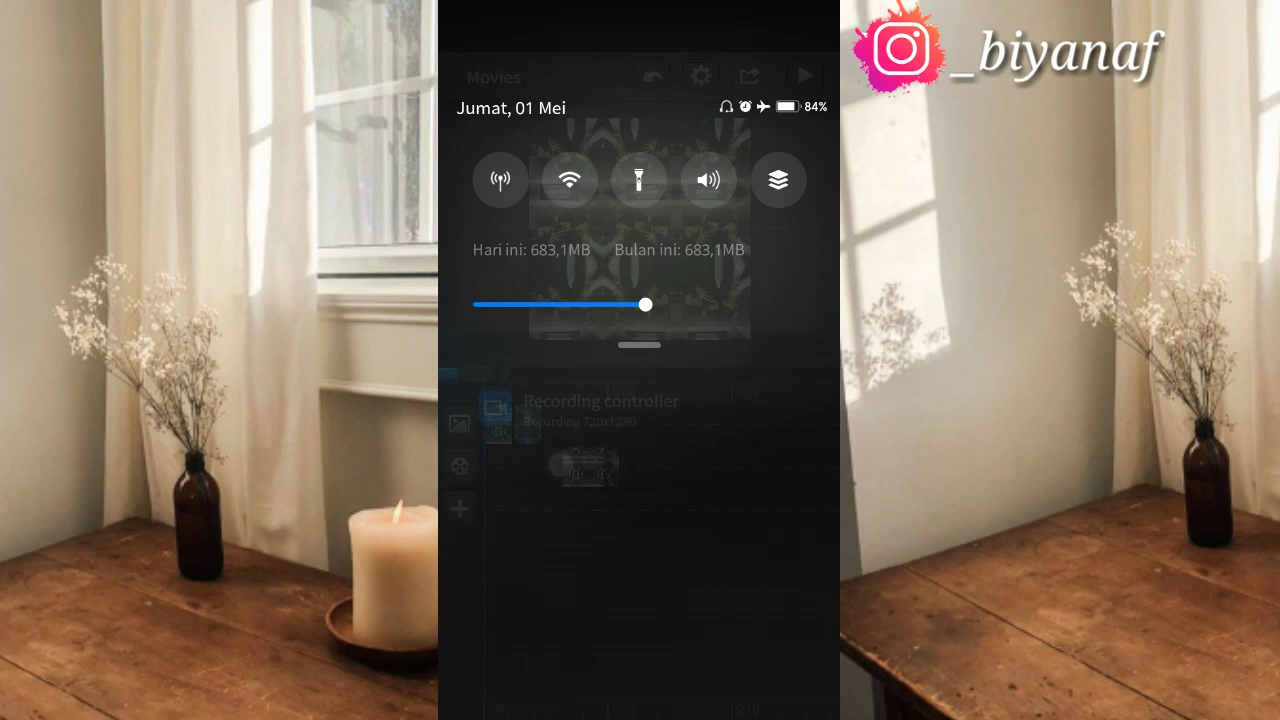 _biyanaf
Movies
Jumat, 01 Mei
84%
Hari ini: 683,1MB
Bulan ini: 683,1MB
Recording controller
Recording 720x1280